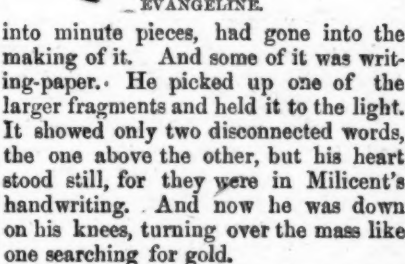 EVANGELINE.
into minute pieces, had gone into the
making of it. And some of it was writ-
ing-paper. He picked up one of the
larger fragments and held it to the light.
It showed only two disconnected words,
the one above the other, but his heart
stood still, for they were in Milicent's
handwriting. And now he was down
on his knees, turning over the mass like
one searching for gold.